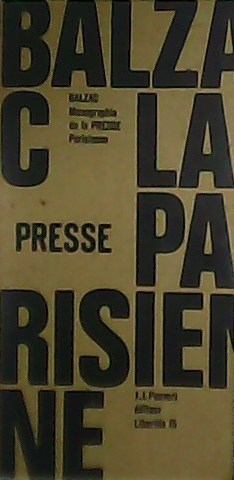 BALZA
C LA
BALZAC
Monographie
de la PRESSE
Parisienne
PRESSE
PA
RISIEN
NE
J.J. Pauvert
éditeur
Libertés 15